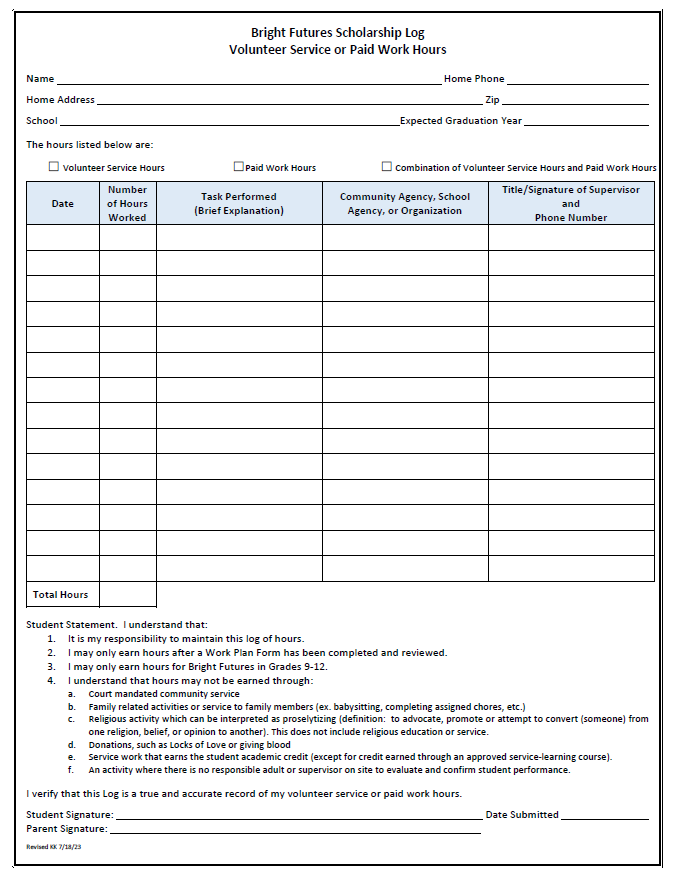 Bright Futures Scholarship Log
Volunteer Service or Paid Work Hours
Name Home Phone
Home Address Zip
School Expected Graduation Year
The hours listed below are:
Volunteer Service Hours Paid Work Hours Combination of Volunteer Service Hours and Paid Work Hours
Date
Number
of Hours
Worked
Task Performed
(Brief Explanation)
Community Agency, School
Agency, or Organization
Title/Signature of Supervisor
and
Phone Number
Total Hours
Student Statement. I understand that:
1. It is my responsibility to maintain this log of hours.
2. I may only earn hours after a Work Plan Form has been completed and reviewed.
3. I may only earn hours for Bright Futures in Grades 9-12.
4. I understand that hours may not be earned through:
a. Court mandated community service
b. Family related activities or service to family members (ex. babysitting, completing assigned chores, etc.)
c. Religious activity which can be interpreted as proselytizing (definition: to advocate, promote or attempt to convert (someone) from
one religion, belief, or opinion to another). This does not include religious education or service.
d. Donations, such as Locks of Love or giving blood
e. Service work that earns the student academic credit (except for credit earned through an approved service-learning course).
f. An activity where there is no responsible adult or supervisor on site to evaluate and confirm student performance.
I verify that this Log is a true and accurate record of my volunteer service or paid work hours.
Student Signature: Date Submitted
Parent Signature:
Revised KK 7/18/23